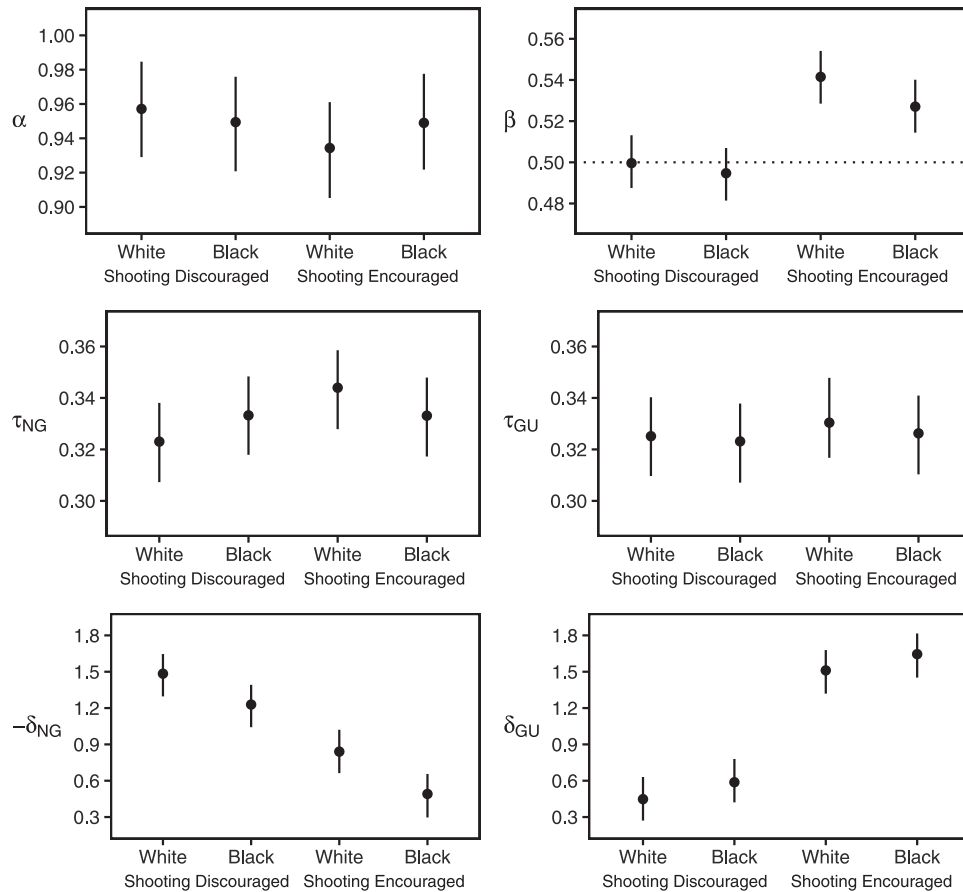 1.00
0.98
0.96
α
0.94
0.92
0.90
White Black White Black
Shooting Discouraged Shooting Encouraged
0.56
0.54
β
0.52
0.50
0.48
White Black White Black
Shooting Discouraged Shooting Encouraged
0.36
0.34
τNG
0.32
0.30
White Black White Black
Shooting Discouraged Shooting Encouraged
0.36
0.34
τGU
0.32
0.30
White Black White Black
Shooting Discouraged Shooting Encouraged
1.8
1.5
1.2
−δNG
0.9
0.6
0.3
White Black White Black
Shooting Discouraged Shooting Encouraged
1.8
1.5
1.2
δGU
0.9
0.6
0.3
White Black White Black
Shooting Discouraged Shooting Encouraged